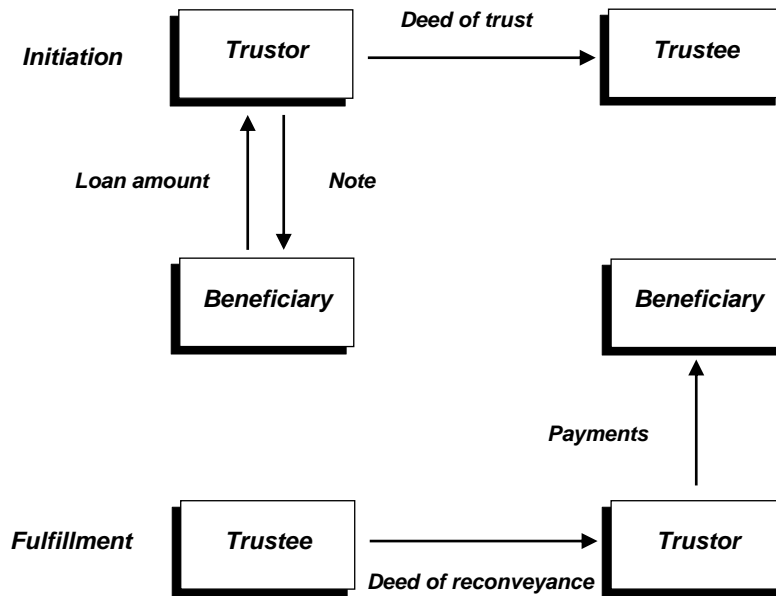 Deed of trust
Initiation
Trustor
Trustee
Loan amount
Note
Beneficiary
Beneficiary
Payments
Fulfillment
Trustee
Trustor
Deed of reconveyance